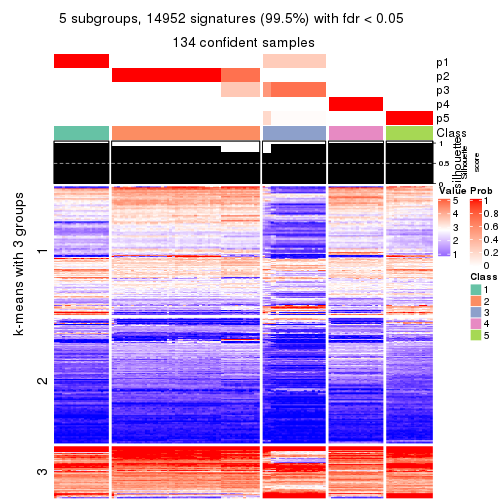 5 subgroups, 14952 signatures (99.5%) with fdr < 0.05
134 confident samples
p1
p2
p3
p4
p5
Class
1
0.5
0
silhouette
Silhouette
score
k-means with 3 groups
1
2
3
Value
5
4
3
2
1
Prob
1
0.8
0.6
0.4
0.2
0
Class
1
2
3
4
5